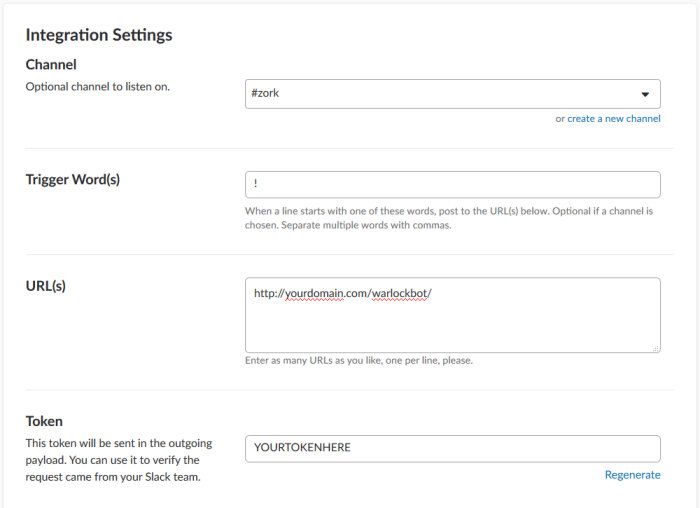 Integration Settings
Channel
Optional channel to listen on.
#zork
or create a new channel
Trigger Word(s)
!
When a line starts with one of these words, post to the URL(s) below. Optional if a channel is
chosen. Separate multiple words with commas.
URL(s)
http://yourdomain.com/warlockbot/
Enter as many URLs as you like, one per line, please.
Token
This token will be sent in the outgoing
payload. You can use it to verify the
request came from your Slack team.
YOURTOKENHERE
Regenerate